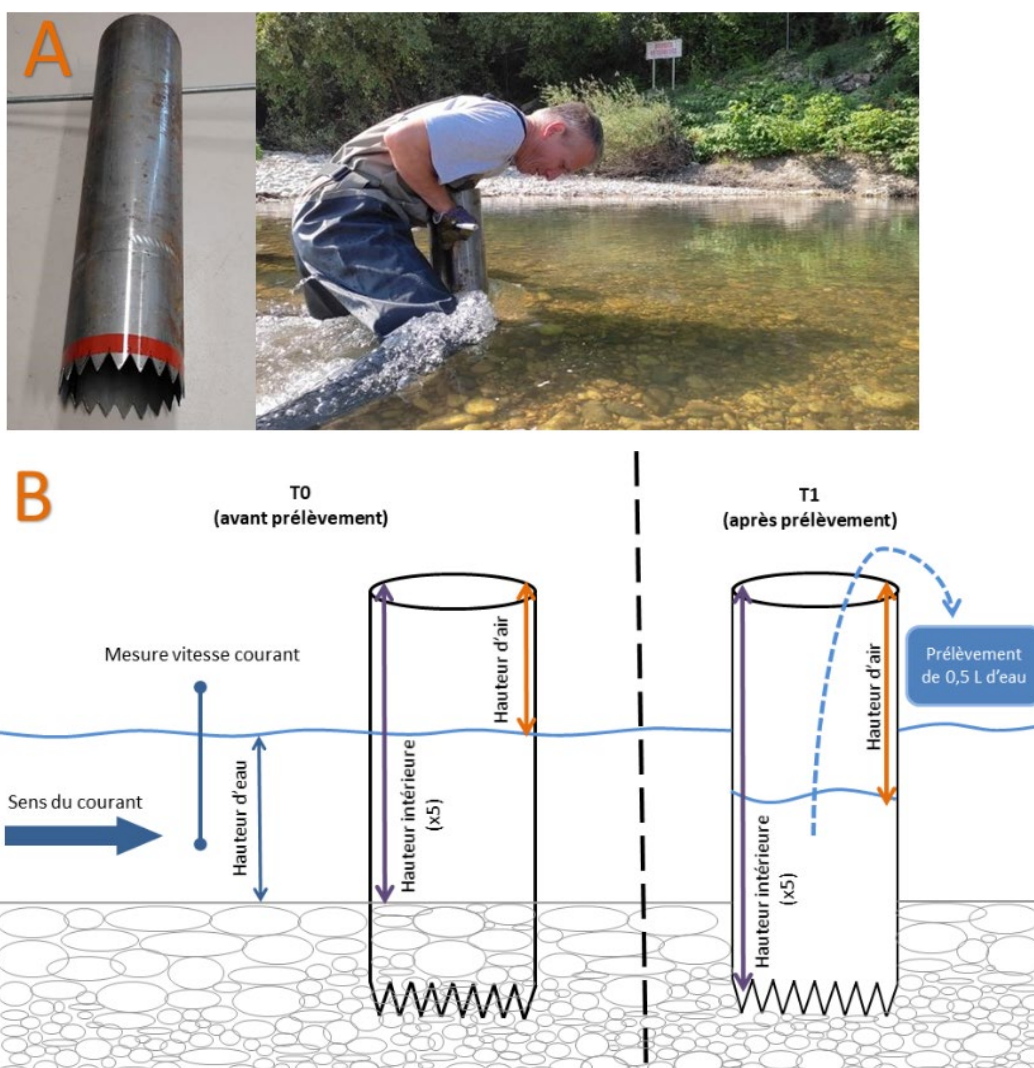 A
B
T0
(avant prélèvement)
T1
(après prélèvement)
Mesure vitesse courant
Sens du courant
Hauteur d'eau
Hauteur intérieure
(x5)
Hauteur d'air
Hauteur intérieure
(x5)
Hauteur d'air
Prélèvement
de 0,5 L d'eau